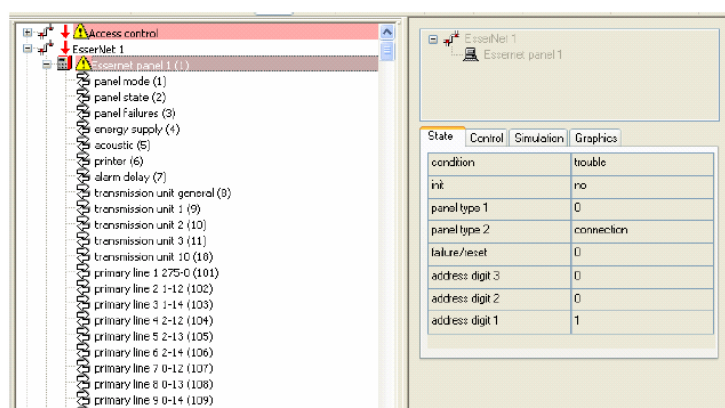 Access control
EsserNet 1
Essernet panel 1 (1)
panel mode (1)
panel state (2)
panel failures (3)
energy supply (4)
acoustic (5)
printer (6)
alarm delay (7)
transmission unit general (8)
transmission unit 1 (9)
transmission unit 2 (10)
transmission unit 3 (11)
transmission unit 10 (18)
primary line 1 275-0 (101)
primary line 2 1-12 (102)
primary line 3 1-14 (103)
primary line 4 2-12 (104)
primary line 5 2-13 (105)
primary line 6 2-14 (106)
primary line 7 0-12 (107)
primary line 8 0-13 (108)
primary line 9 0-14 (109)
EsserNet 1
Essernet panel 1
State Control Simulation Graphics
condition trouble
init no
panel type 1 0
panel type 2 connection
failure/reset 0
address digit 3 0
address digit 2 0
address digit 1 1